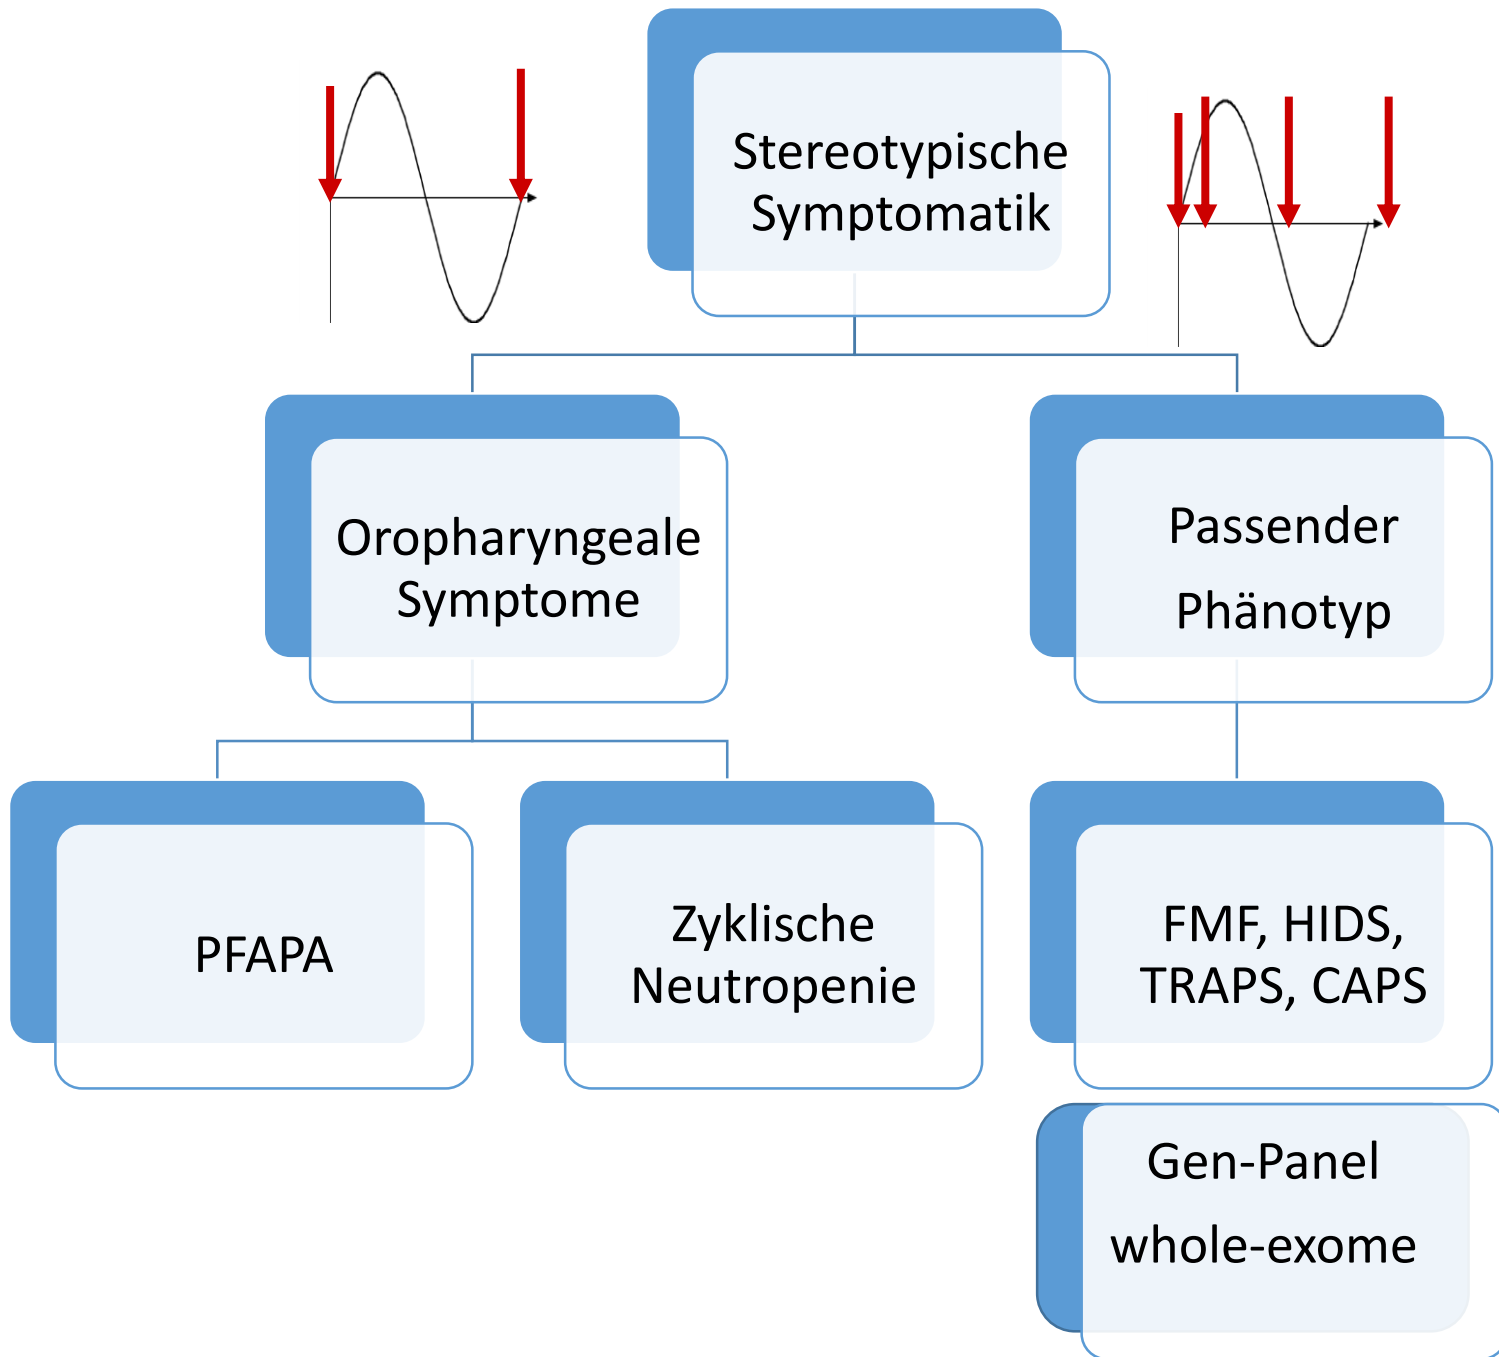 Stereotypische
Symptomatik
Oropharyngeale
Symptome
Passender
Phänotyp
PFAPA
Zyklische
Neutropenie
FMF, HIDS,
TRAPS, CAPS
Gen-Panel
whole-exome